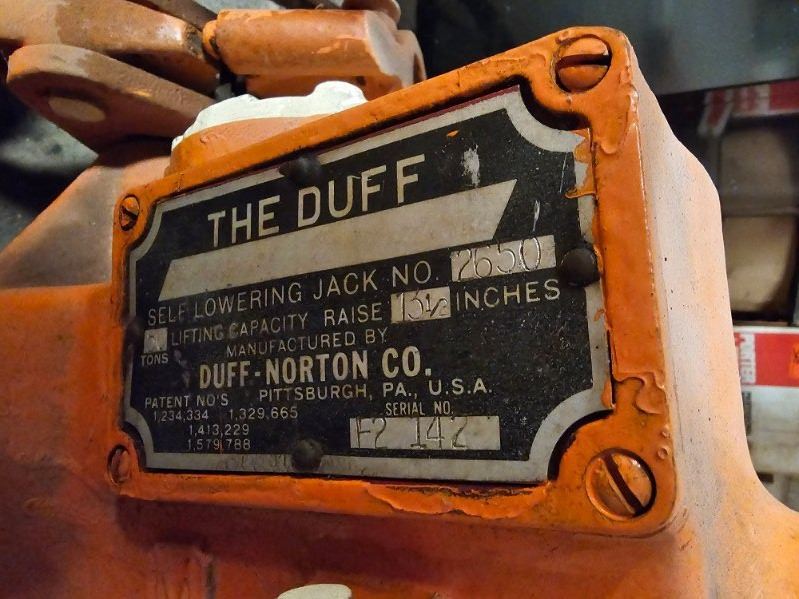 THE DUFF
SELF LOWERING JACK NO. 2650
LIFTING CAPACITY RAISE 13½ INCHES
TONS
MANUFACTURED BY
DUFF-NORTON CO.
PATENT NO'S PITTSBURGH, PA., U.S.A.
1,234,334 1,329,665 SERIAL NO.
1,413,229 F2 142
1,579,788
PORTER